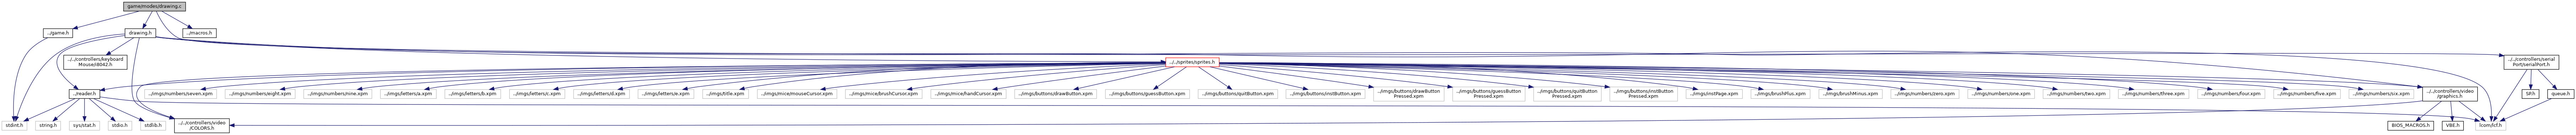 game/modes/drawing.c
../game.h
drawing.h
../macros.h
../../controllers/keyboard
Mouse/i8042.h
../../sprites/sprites.h
../../controllers/serial
Port/serialPort.h
../reader.h
../imgs/numbers/seven.xpm
../imgs/numbers/eight.xpm
../imgs/numbers/nine.xpm
../imgs/letters/a.xpm
../imgs/letters/b.xpm
../imgs/letters/c.xpm
../imgs/letters/d.xpm
../imgs/letters/e.xpm
../imgs/title.xpm
../imgs/mice/mouseCursor.xpm
../imgs/mice/brushCursor.xpm
../imgs/mice/handCursor.xpm
../imgs/buttons/drawButton.xpm
../imgs/buttons/guessButton.xpm
../imgs/buttons/quitButton.xpm
../imgs/buttons/instButton.xpm
../imgs/buttons/drawButton
Pressed.xpm
../imgs/buttons/guessButton
Pressed.xpm
../imgs/buttons/quitButton
Pressed.xpm
../imgs/buttons/instButton
Pressed.xpm
../imgs/instPage.xpm
../imgs/brushPlus.xpm
../imgs/brushMinus.xpm
../imgs/numbers/zero.xpm
../imgs/numbers/one.xpm
../imgs/numbers/two.xpm
../imgs/numbers/three.xpm
../imgs/numbers/four.xpm
../imgs/numbers/five.xpm
../imgs/numbers/six.xpm
../../controllers/video
/graphics.h
SP.h
queue.h
stdint.h
string.h
sys/stat.h
stdio.h
stdlib.h
../../controllers/video
/COLORS.h
BIOS_MACROS.h
VBE.h
lcom/lcf.h